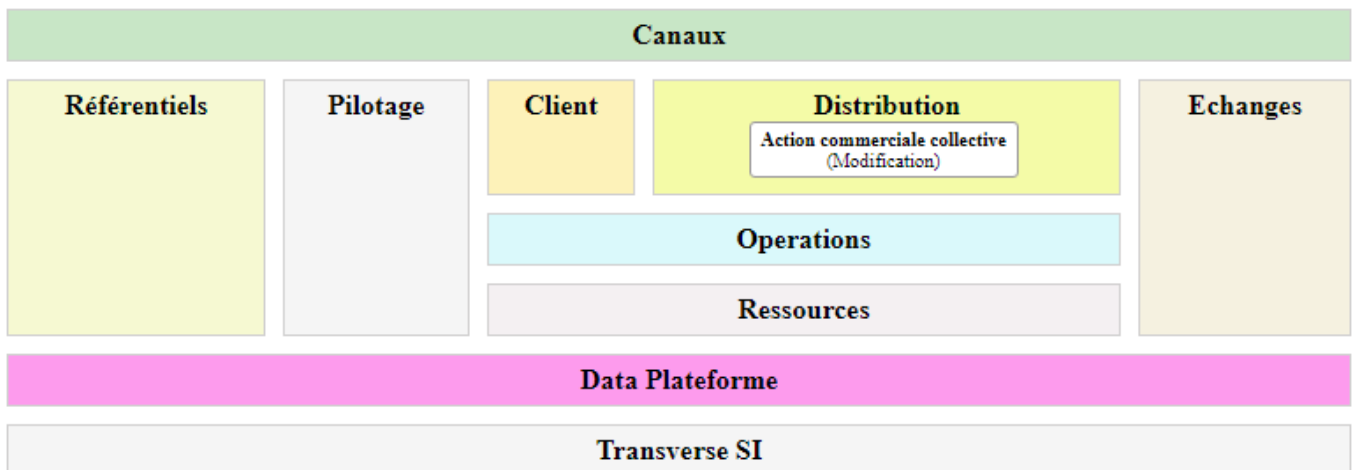 Canaux
Référentiels
Pilotage
Client
Distribution
Action commerciale collective
(Modification)
Echanges
Operations
Ressources
Data Plateforme
Transverse SI